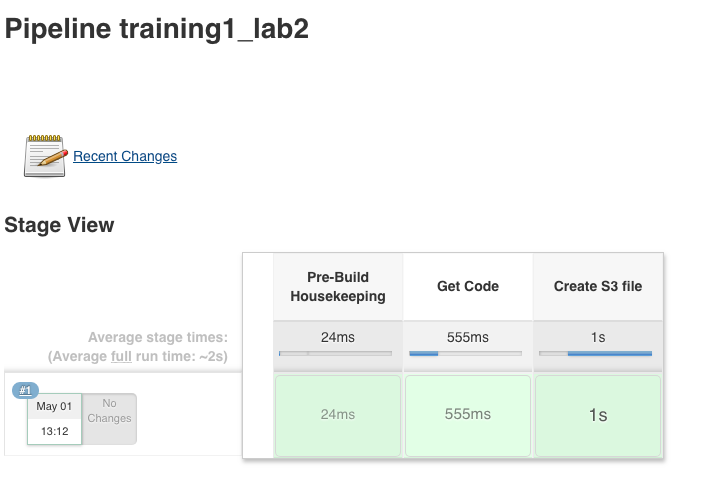 Pipeline training1_lab2
Recent Changes
Stage View
Pre-Build
Housekeeping
Get Code
Create S3 file
Average stage times:
(Average full run time: ~2s)
24ms
555ms
1s
#1
May 01
13:12
No
Changes
24ms
555ms
1s